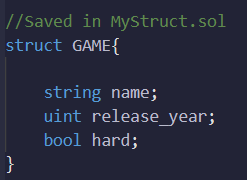 //Saved in MyStruct.sol
struct GAME{
string name;
uint release_year;
bool hard;
}